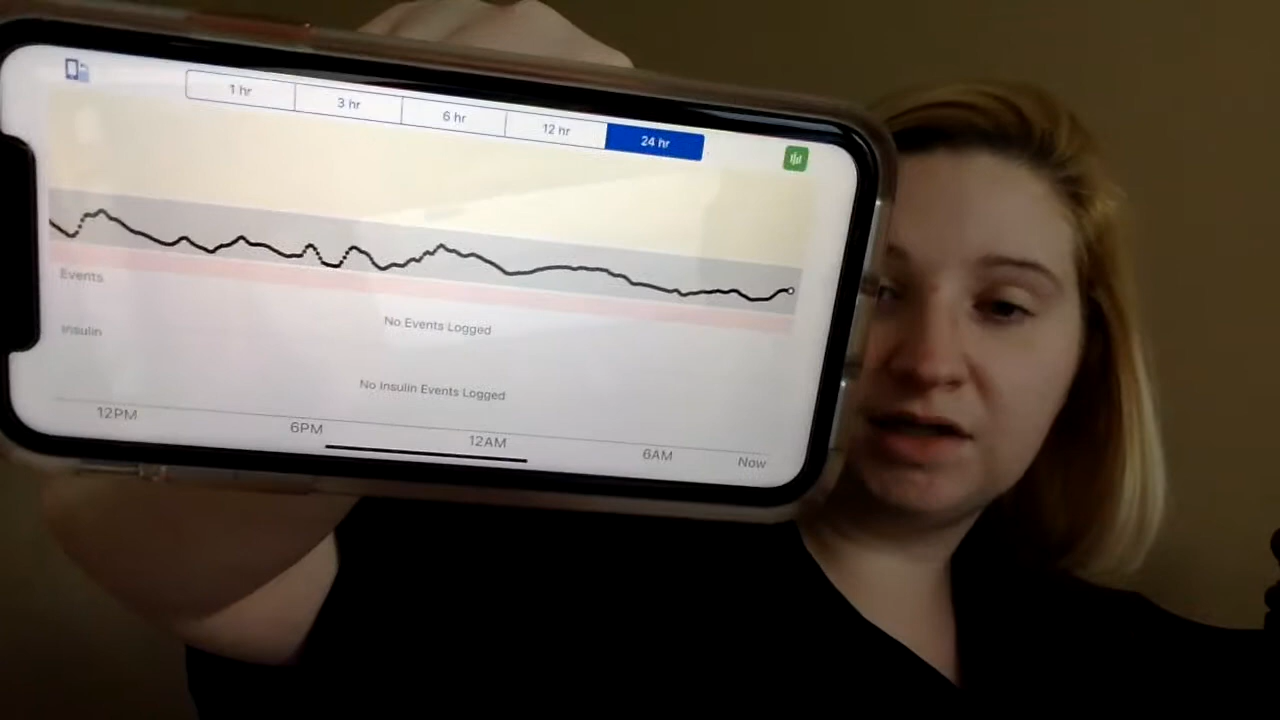 1 hr 3 hr 6 hr 12 hr 24 hr
Events
No Events Logged
Insulin
No Insulin Events Logged
12PM 6PM 12AM 6AM Now